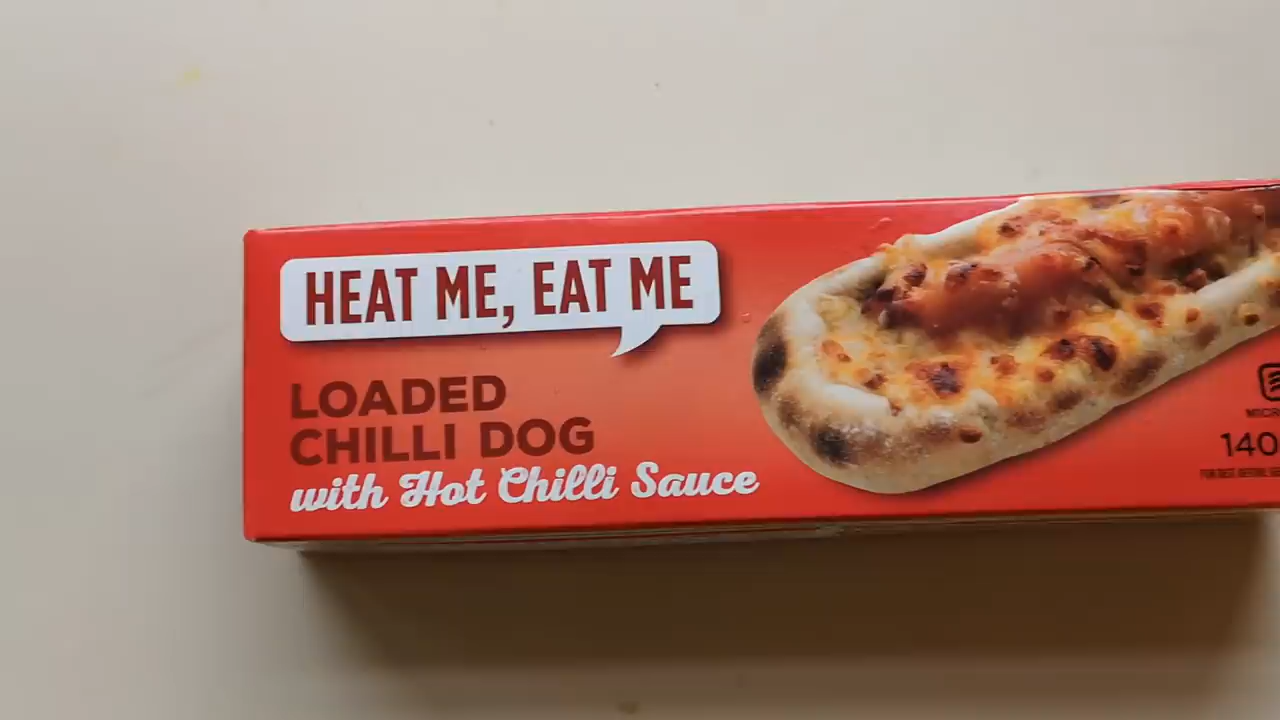 HEAT ME, EAT ME
LOADED
CHILLI DOG
with Hot Chilli Sauce
140